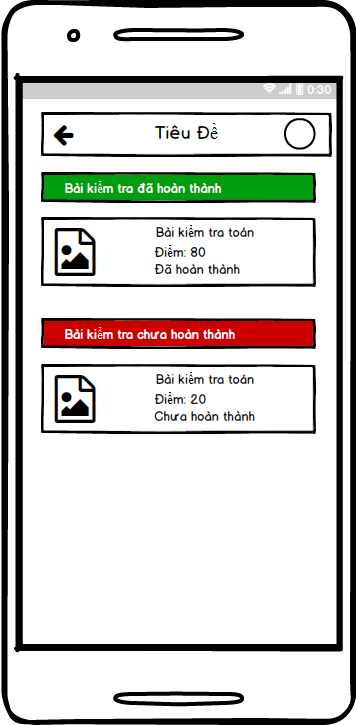 0:30
Tiêu Đề
Bài kiểm tra đã hoàn thành
Bài kiểm tra toán
Điểm: 80
Đã hoàn thành
Bài kiểm tra chưa hoàn thành
Bài kiểm tra toán
Điểm: 20
Chưa hoàn thành